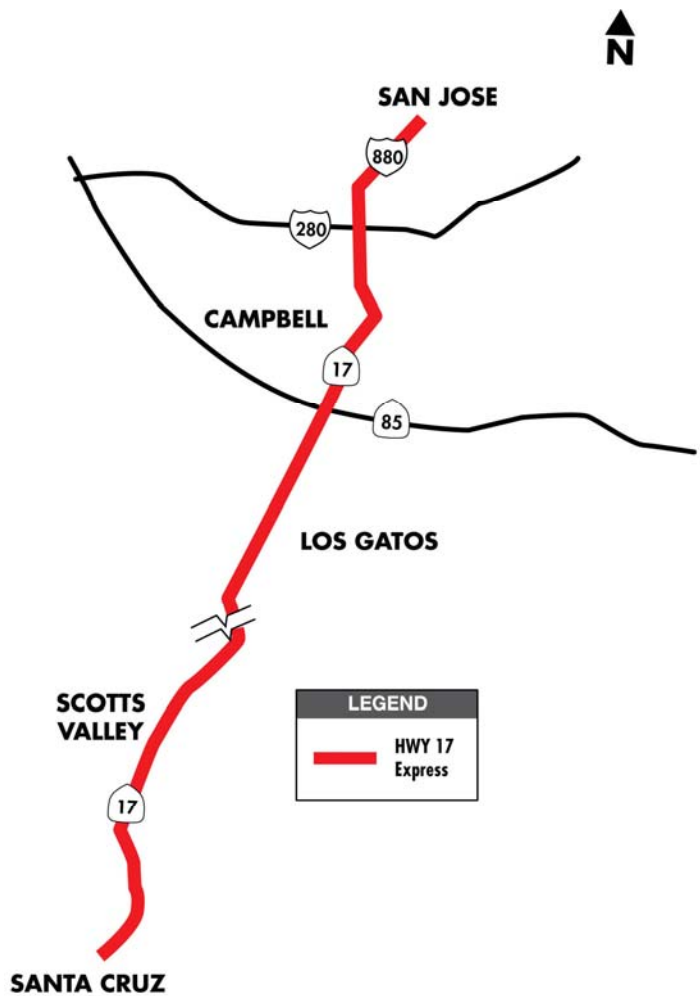 N
SAN JOSE
880
280
CAMPBELL
17
85
LOS GATOS
SCOTTS
VALLEY
LEGEND
HWY 17
Express
17
SANTA CRUZ